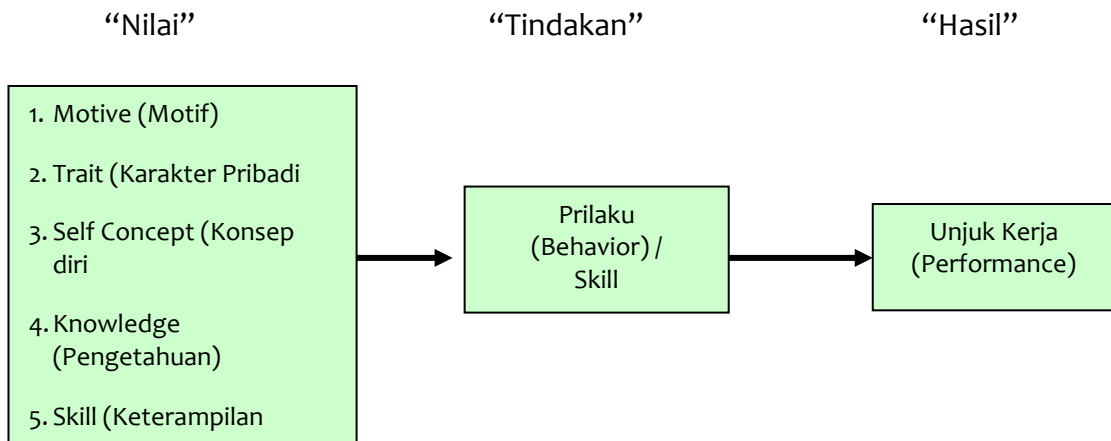 “Nilai”
“Tindakan”
“Hasil”
1. Motive (Motif)
2. Trait (Karakter Pribadi
3. Self Concept (Konsep
diri
4. Knowledge
(Pengetahuan)
5. Skill (Keterampilan
Prilaku
(Behavior) /
Skill
Unjuk Kerja
(Performance)